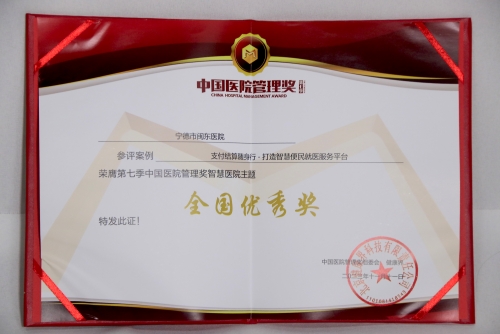 中国医院管理奖
CHINA HOSPITAL MANAGEMENT AWARD
宁德市闽东医院
参评案例 支付结算随身行-打造智慧便民就医服务平台
荣膺第七季中国医院管理奖智慧医院主题
全国优秀奖
特发此证!
中国医院管理奖组委会